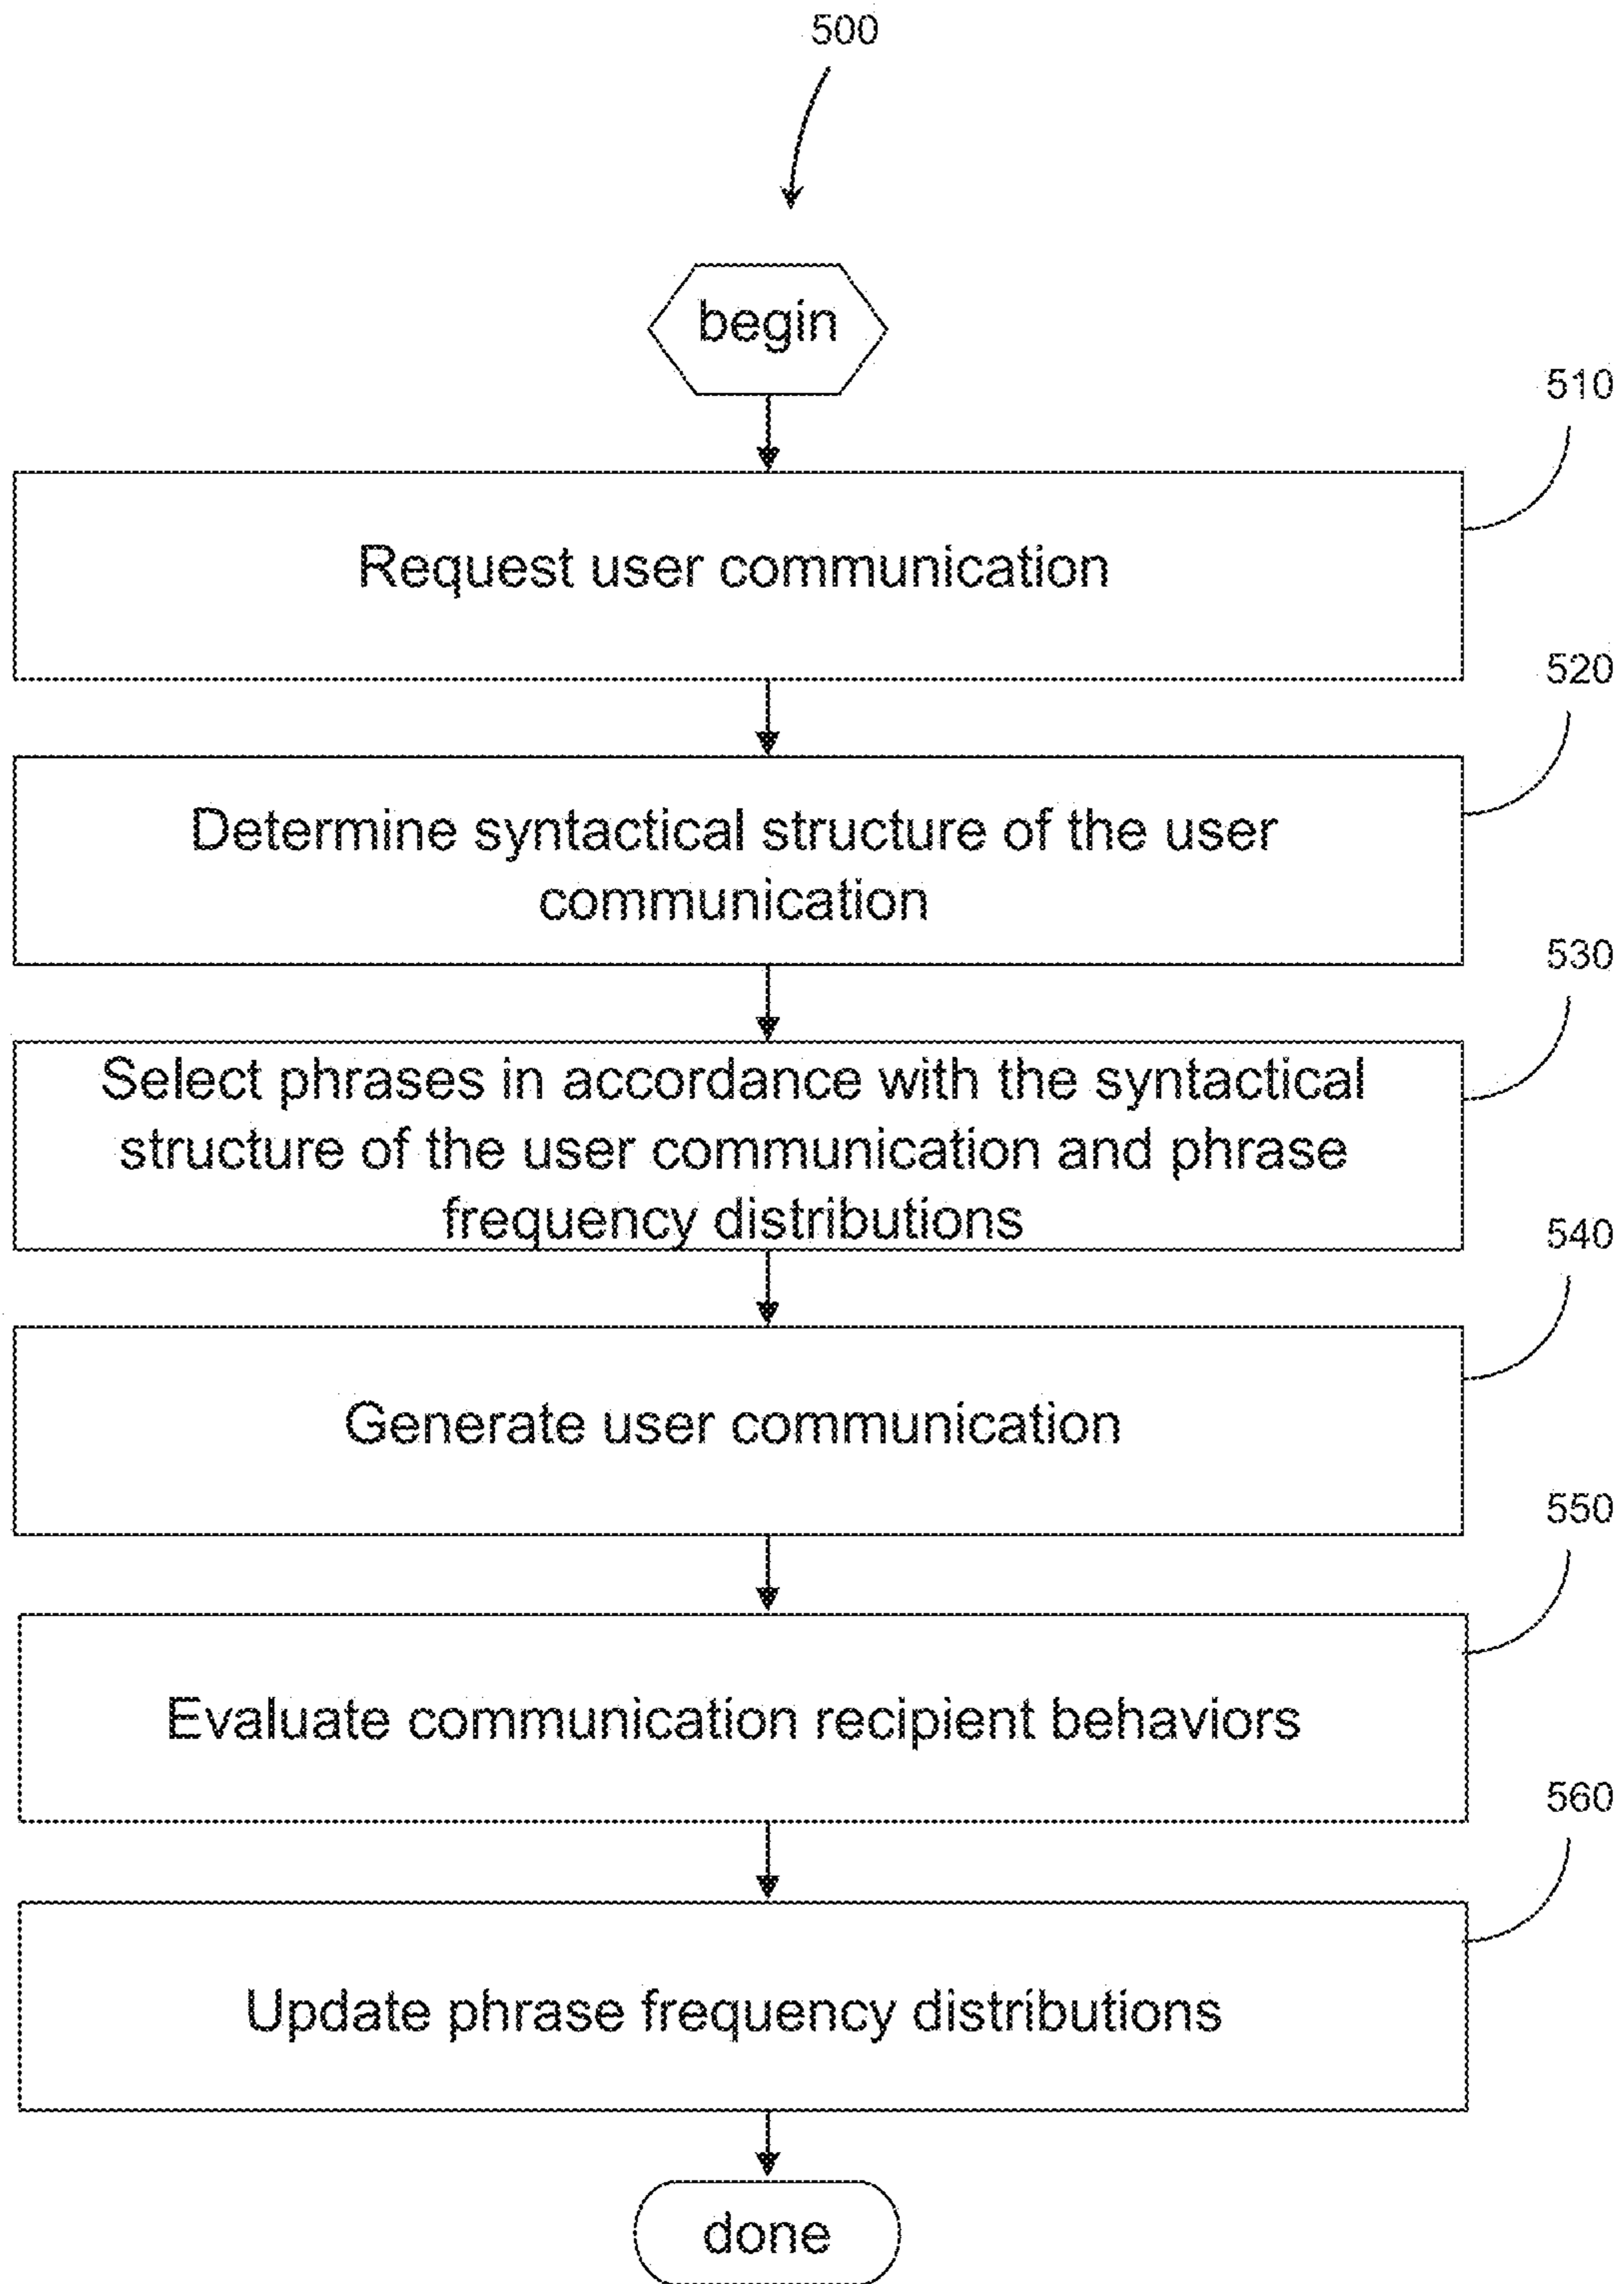 500
begin
510
Request user communication
520
Determine syntactical structure of the user
communication
530
Select phrases in accordance with the syntactical
structure of the user communication and phrase
frequency distributions
540
Generate user communication
550
Evaluate communication recipient behaviors
560
Update phrase frequency distributions
done